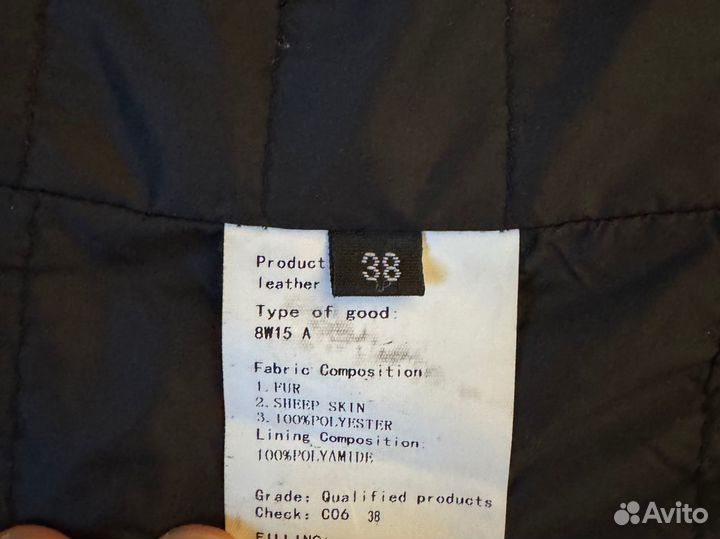 38
Product
leather
Type of good:
8W15 A
Fabric Composition:
1. FUR
2. SHEEP SKIN
3. 100%POLYESTER
Lining Composition:
100%POLYAMIDE
Grade: Qualified products
Check: C06 38
FILLING:
Avito